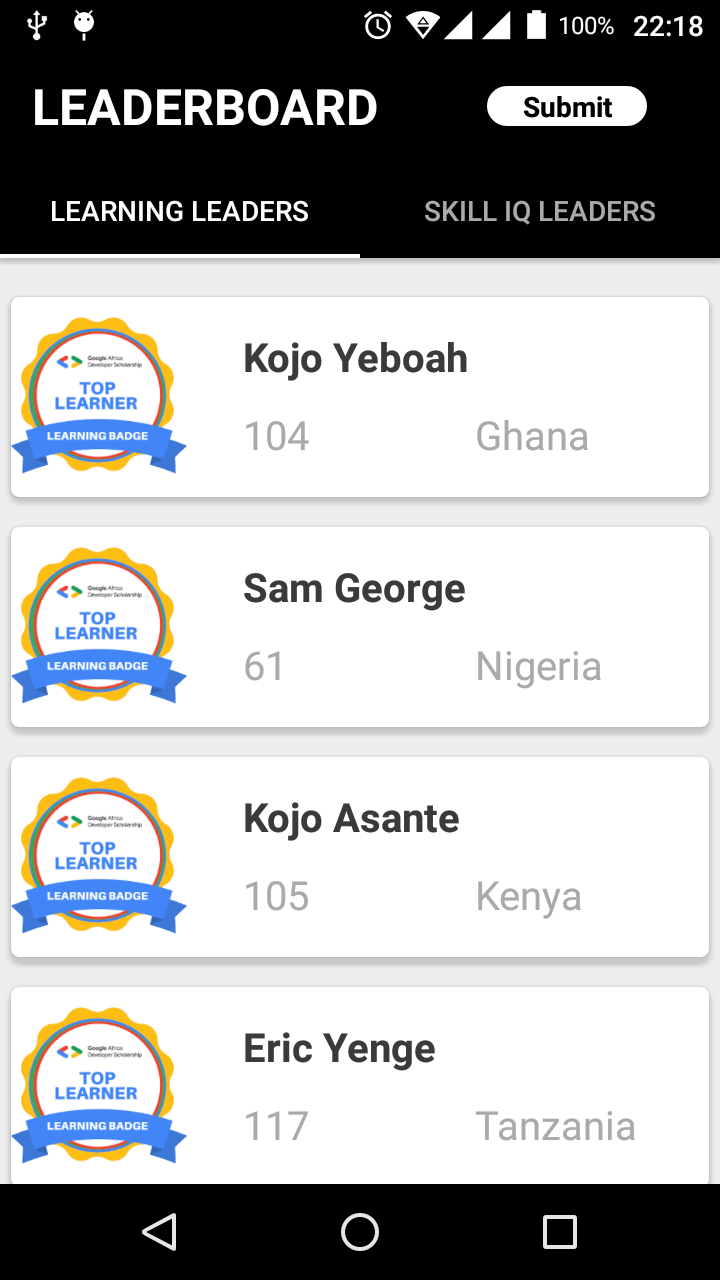 100% 22:18
LEADERBOARD Submit
LEARNING LEADERS SKILL IQ LEADERS
Google Africa
Developer Scholarship
TOP
LEARNER
LEARNING BADGE
Kojo Yeboah
104 Ghana
Google Africa
Developer Scholarship
TOP
LEARNER
LEARNING BADGE
Sam George
61 Nigeria
Google Africa
Developer Scholarship
TOP
LEARNER
LEARNING BADGE
Kojo Asante
105 Kenya
Google Africa
Developer Scholarship
TOP
LEARNER
LEARNING BADGE
Eric Yenge
117 Tanzania